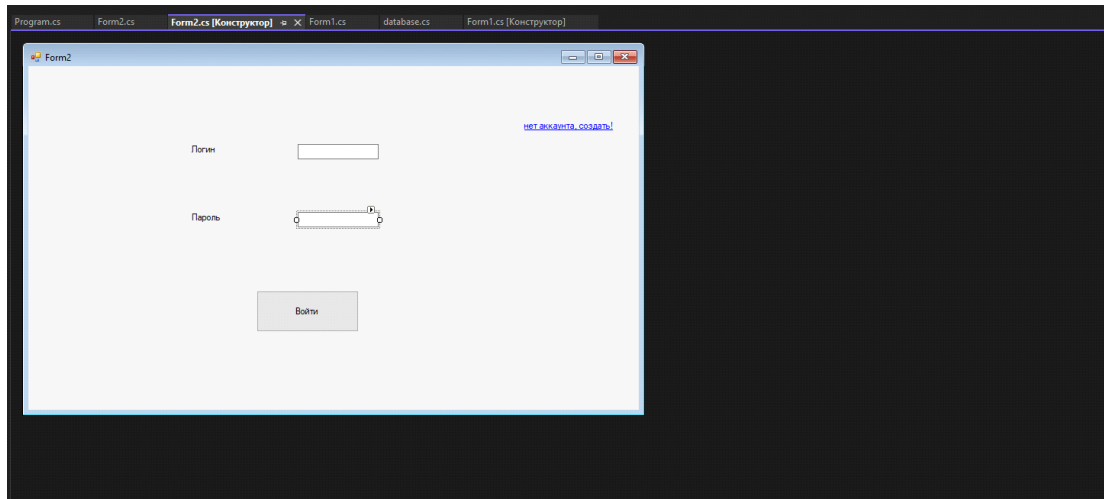 Program.cs Form2.cs Form2.cs [Конструктор] Form1.cs database.cs Form1.cs [Конструктор]
Form2
нет аккаунта, создать!
Логин
Пароль
Войти